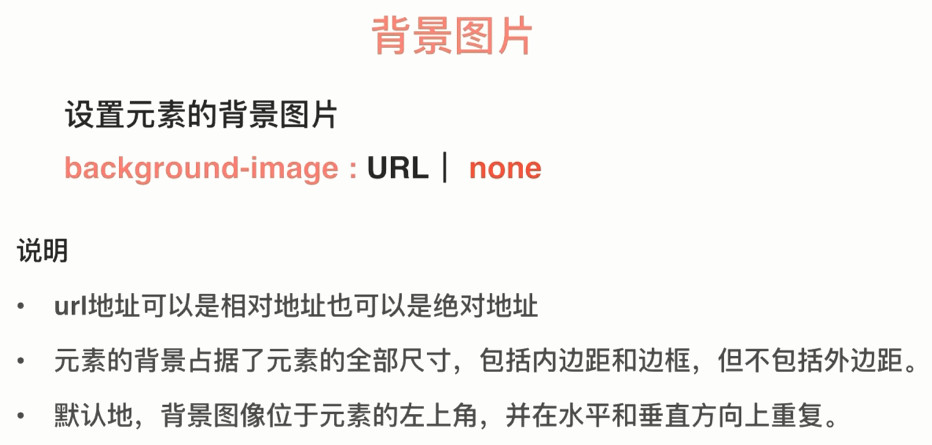 背景图片
设置元素的背景图片
background-image : URL｜ none
说明
• url地址可以是相对地址也可以是绝对地址
• 元素的背景占据了元素的全部尺寸，包括内边距和边框，但不包括外边距。
• 默认地，背景图像位于元素的左上角，并在水平和垂直方向上重复。